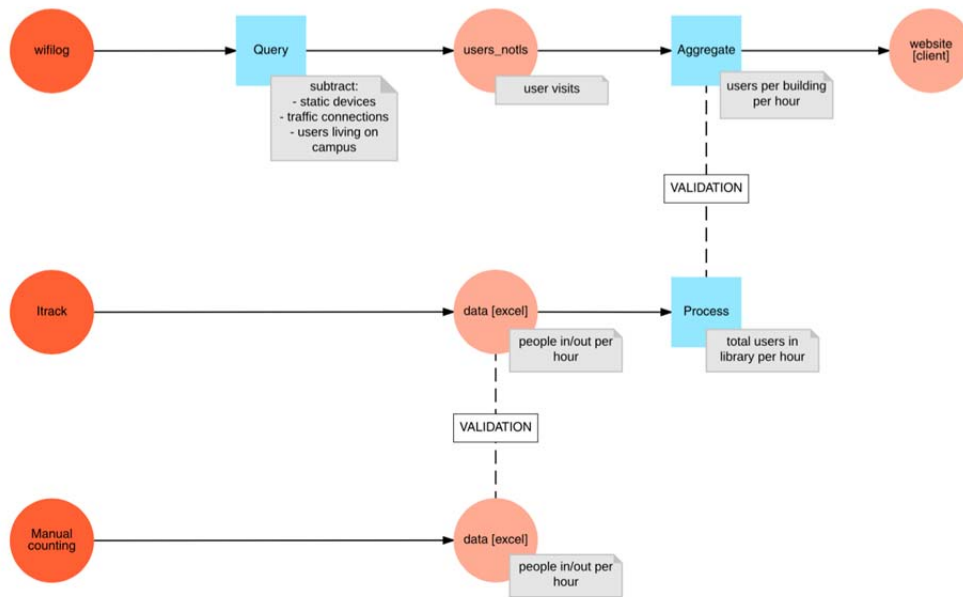 wifilog
Query
users_notls
Aggregate
website
[client]
subtract:
- static devices
- traffic connections
- users living on
campus
user visits
users per building
per hour
VALIDATION
Itrack
data [excel]
Process
people in/out per
hour
total users in
library per hour
VALIDATION
Manual
counting
data [excel]
people in/out per
hour